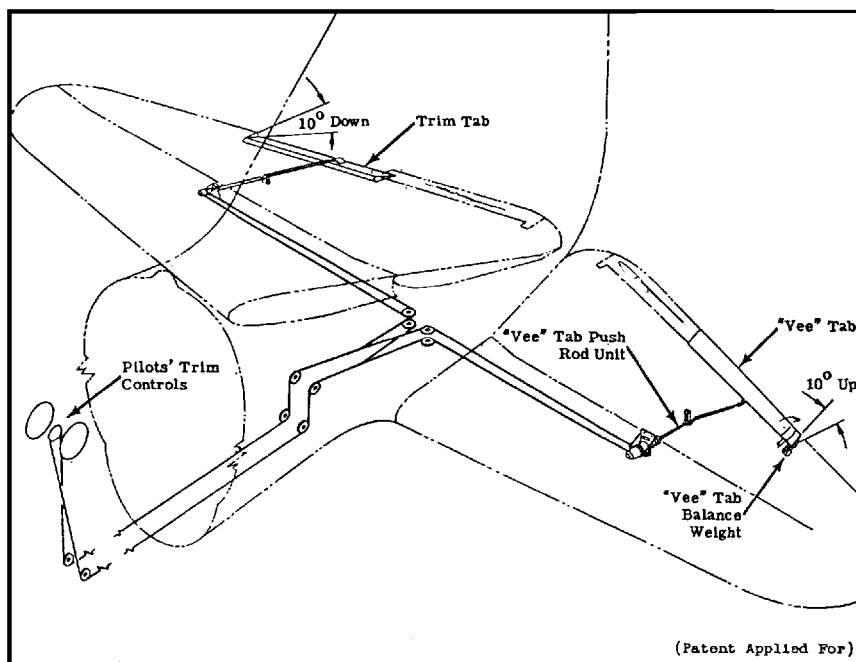 10° Down
Trim Tab
"Vee" Tab Push
Rod Unit
"Vee" Tab
10° Up
Pilots' Trim
Controls
"Vee" Tab
Balance
Weight
(Patent Applied For)